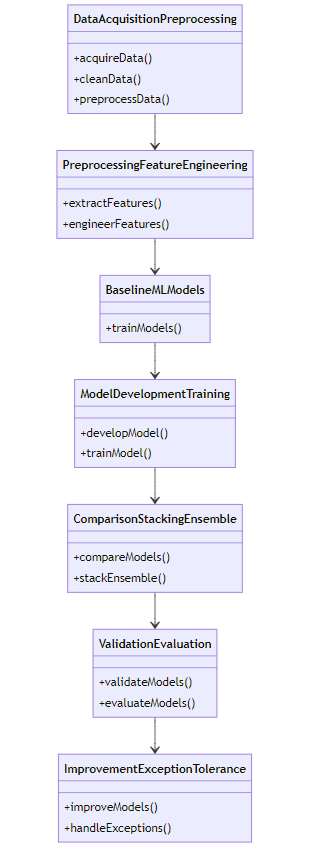 DataAcquisitionPreprocessing
+acquireData()
+cleanData()
+preprocessData()
PreprocessingFeatureEngineering
+extractFeatures()
+engineerFeatures()
BaselineMLModels
+trainModels()
ModelDevelopmentTraining
+developModel()
+trainModel()
ComparisonStackingEnsemble
+compareModels()
+stackEnsemble()
ValidationEvaluation
+validateModels()
+evaluateModels()
ImprovementExceptionTolerance
+improveModels()
+handleExceptions()